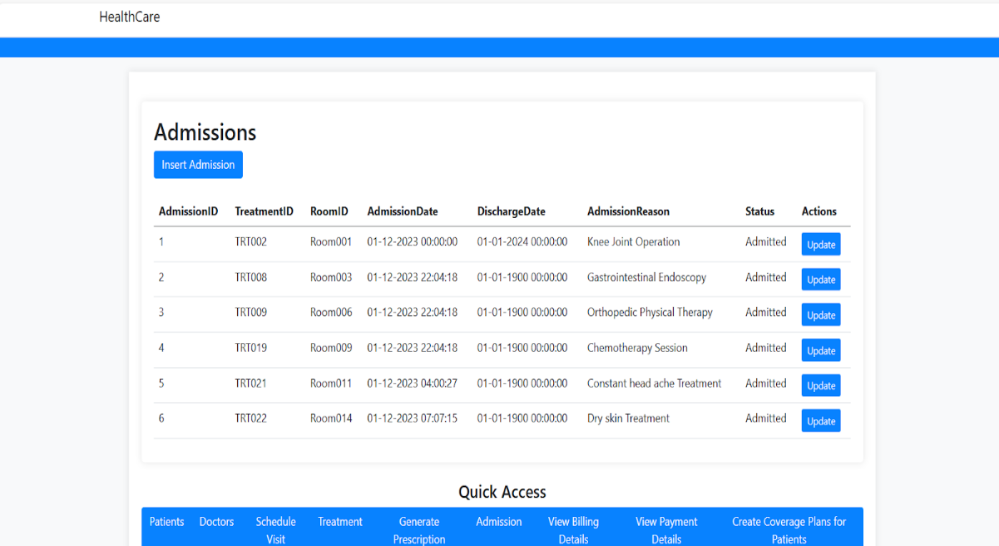 HealthCare
Admissions
Insert Admission
AdmissionID TreatmentID RoomID AdmissionDate DischargeDate AdmissionReason Status Actions
1 TRT002 Room001 01-12-2023 00:00:00 01-01-2024 00:00:00 Knee Joint Operation Admitted Update
2 TRT008 Room003 01-12-2023 22:04:18 01-01-1900 00:00:00 Gastrointestinal Endoscopy Admitted Update
3 TRT009 Room006 01-12-2023 22:04:18 01-01-1900 00:00:00 Orthopedic Physical Therapy Admitted Update
4 TRT019 Room009 01-12-2023 22:04:18 01-01-1900 00:00:00 Chemotherapy Session Admitted Update
5 TRT021 Room011 01-12-2023 04:00:27 01-01-1900 00:00:00 Constant head ache Treatment Admitted Update
6 TRT022 Room014 01-12-2023 07:07:15 01-01-1900 00:00:00 Dry skin Treatment Admitted Update
Quick Access
Patients Doctors Schedule Treatment Generate Admission View Billing View Payment Create Coverage Plans for
Visit Prescription Details Details Patients